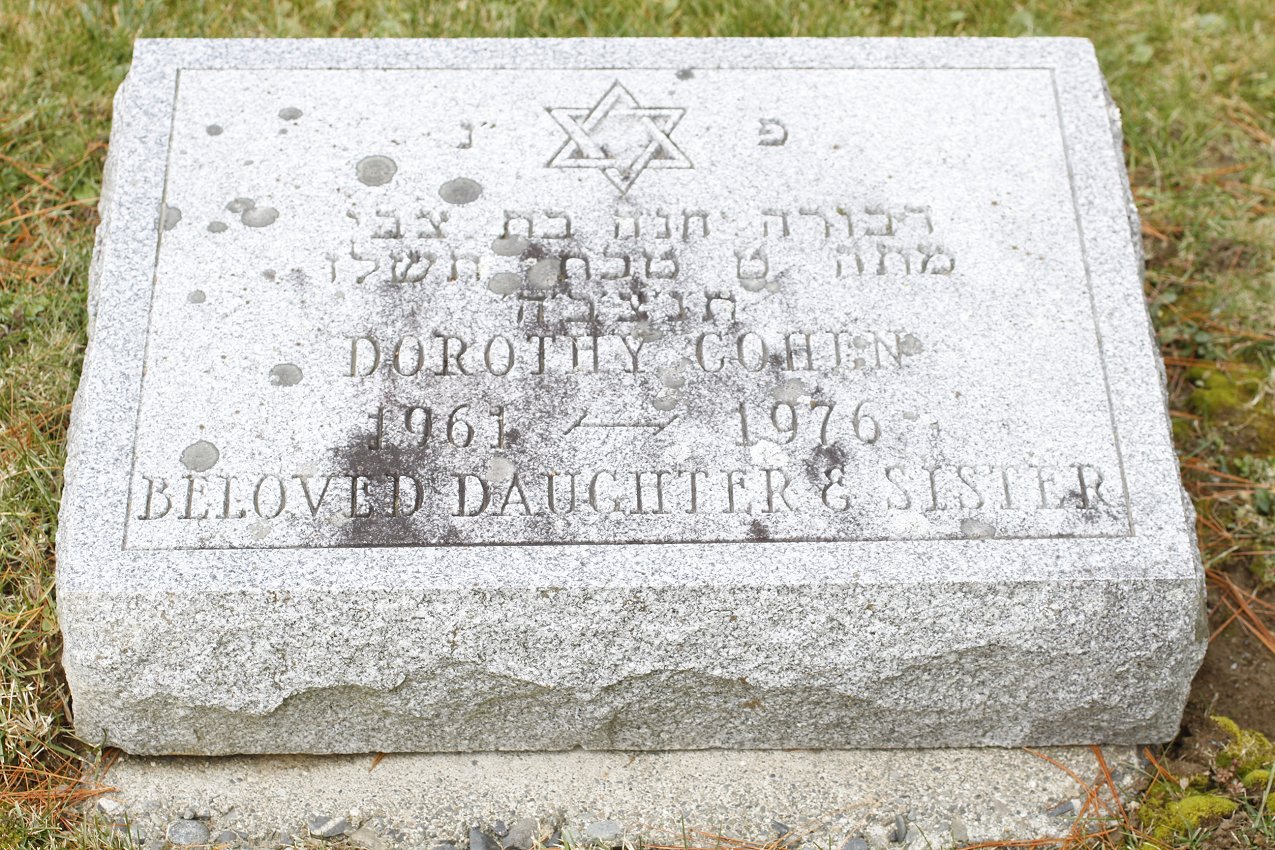 פ נ״
דבורה חנה בת צבי
מתה ט טבת תשלו
תנצבה
DOROTHY COHEN
1961 — 1976
BELOVED DAUGHTER & SISTER